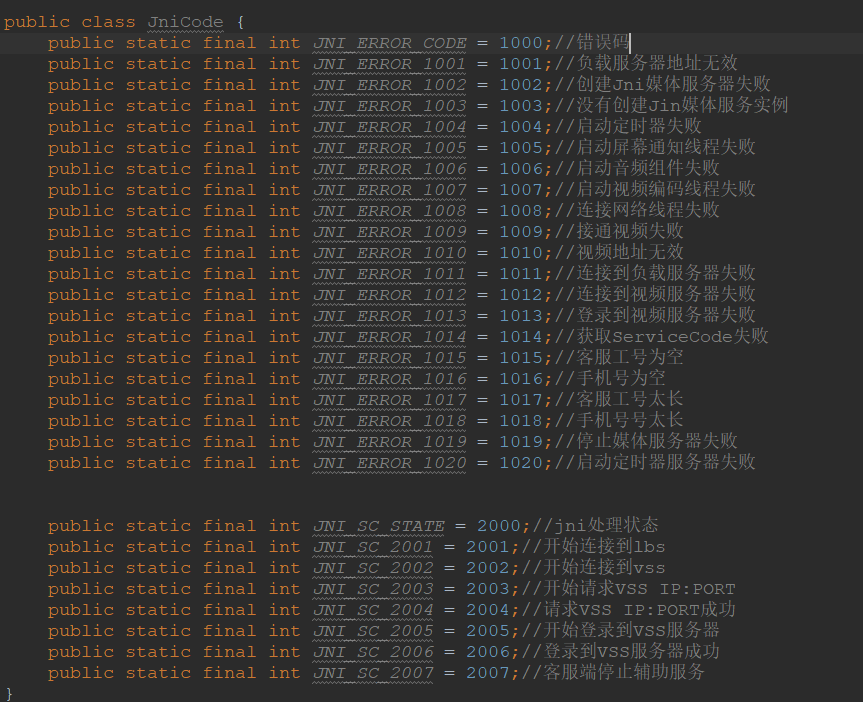 public class JniCode {
public static final int JNI_ERROR_CODE = 1000;//错误码
public static final int JNI_ERROR_1001 = 1001;//负载服务器地址无效
public static final int JNI_ERROR_1002 = 1002;//创建Jni媒体服务器失败
public static final int JNI_ERROR_1003 = 1003;//没有创建Jin媒体服务实例
public static final int JNI_ERROR_1004 = 1004;//启动定时器失败
public static final int JNI_ERROR_1005 = 1005;//启动屏幕通知线程失败
public static final int JNI_ERROR_1006 = 1006;//启动音频组件失败
public static final int JNI_ERROR_1007 = 1007;//启动视频编码线程失败
public static final int JNI_ERROR_1008 = 1008;//连接网络线程失败
public static final int JNI_ERROR_1009 = 1009;//接通视频失败
public static final int JNI_ERROR_1010 = 1010;//视频地址无效
public static final int JNI_ERROR_1011 = 1011;//连接到负载服务器失败
public static final int JNI_ERROR_1012 = 1012;//连接到视频服务器失败
public static final int JNI_ERROR_1013 = 1013;//登录到视频服务器失败
public static final int JNI_ERROR_1014 = 1014;//获取ServiceCode失败
public static final int JNI_ERROR_1015 = 1015;//客服工号为空
public static final int JNI_ERROR_1016 = 1016;//手机号为空
public static final int JNI_ERROR_1017 = 1017;//客服工号太长
public static final int JNI_ERROR_1018 = 1018;//手机号号太长
public static final int JNI_ERROR_1019 = 1019;//停止媒体服务器失败
public static final int JNI_ERROR_1020 = 1020;//启动定时器服务器失败
public static final int JNI_SC_STATE = 2000;//jni处理状态
public static final int JNI_SC_2001 = 2001;//开始连接到lbs
public static final int JNI_SC_2002 = 2002;//开始连接到vss
public static final int JNI_SC_2003 = 2003;//开始请求VSS IP:PORT
public static final int JNI_SC_2004 = 2004;//请求VSS IP:PORT成功
public static final int JNI_SC_2005 = 2005;//开始登录到VSS服务器
public static final int JNI_SC_2006 = 2006;//登录到VSS服务器成功
public static final int JNI_SC_2007 = 2007;//客服端停止辅助服务
}